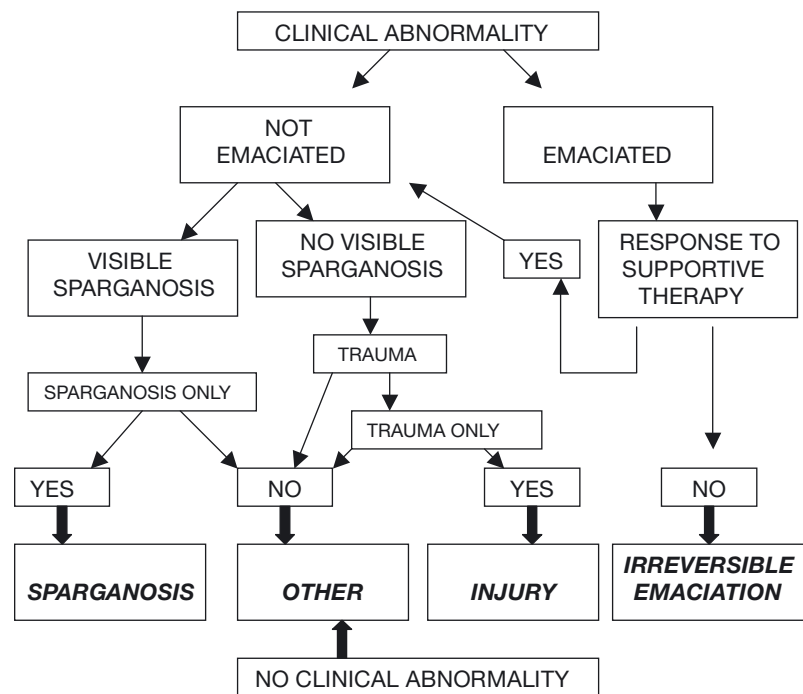 CLINICAL ABNORMALITY
NOT
EMACIATED
EMACIATED
VISIBLE
SPARGANOSIS
NO VISIBLE
SPARGANOSIS
YES
RESPONSE TO
SUPPORTIVE
THERAPY
TRAUMA
SPARGANOSIS ONLY
TRAUMA ONLY
YES
NO
YES
NO
SPARGANOSIS
OTHER
INJURY
IRREVERSIBLE
EMACIATION
NO CLINICAL ABNORMALITY